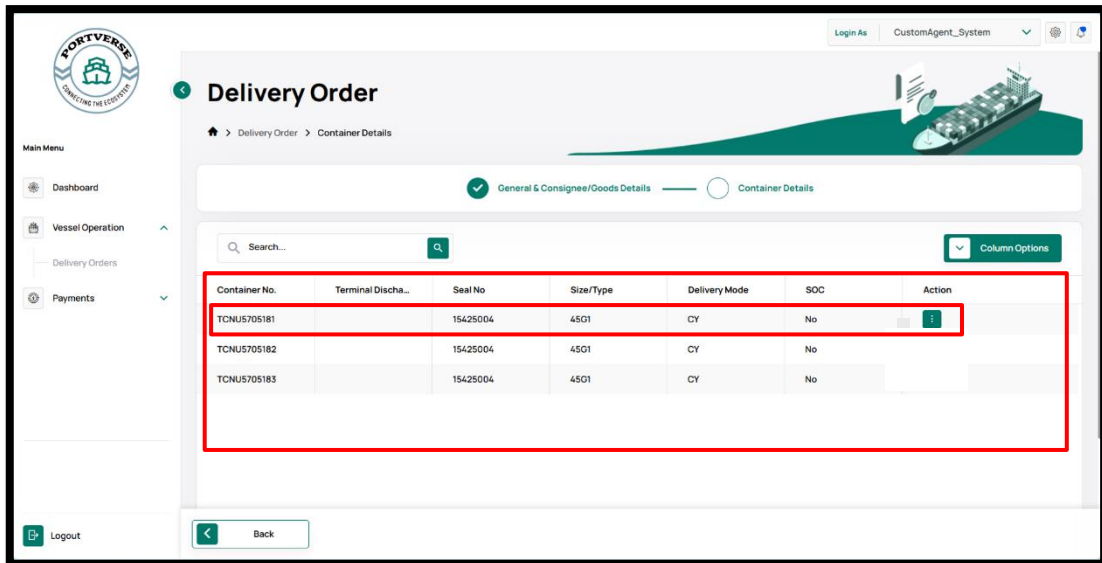 PORTVERSE
CONNECTING THE ECOSYSTEM
Login As CustomAgent_System
Delivery Order
Delivery Order > Container Details
Main Menu
Dashboard
Vessel Operation
Delivery Orders
Payments
General & Consignee/Goods Details
Container Details
Search...
Column Options
Container No. Terminal Discha... Seal No Size/Type Delivery Mode SOC Action
TCNU5705181 15425004 45G1 CY No
TCNU5705182 15425004 45G1 CY No
TCNU5705183 15425004 45G1 CY No
Logout
Back